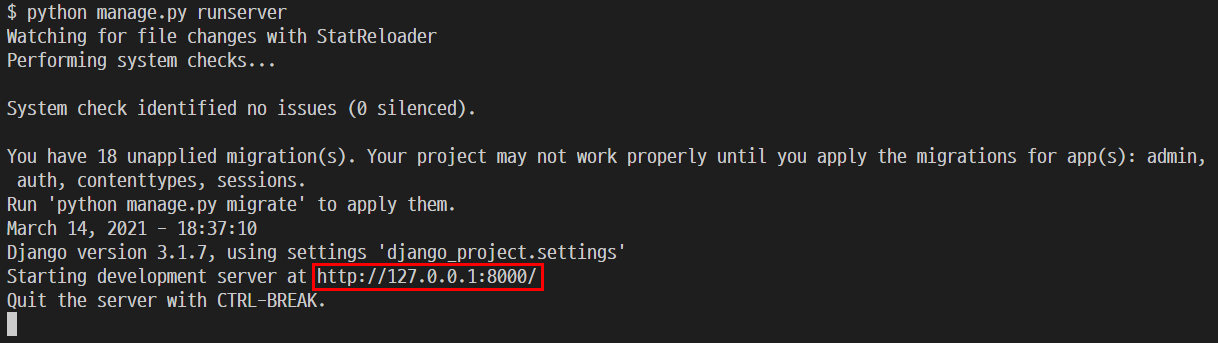 $ python manage.py runserver
Watching for file changes with StatReloader
Performing system checks...
System check identified no issues (0 silenced).
You have 18 unapplied migration(s). Your project may not work properly until you apply the migrations for app(s): admin,
auth, contenttypes, sessions.
Run 'python manage.py migrate' to apply them.
March 14, 2021 - 18:37:10
Django version 3.1.7, using settings 'django_project.settings'
Starting development server at http://127.0.0.1:8000/
Quit the server with CTRL-BREAK.